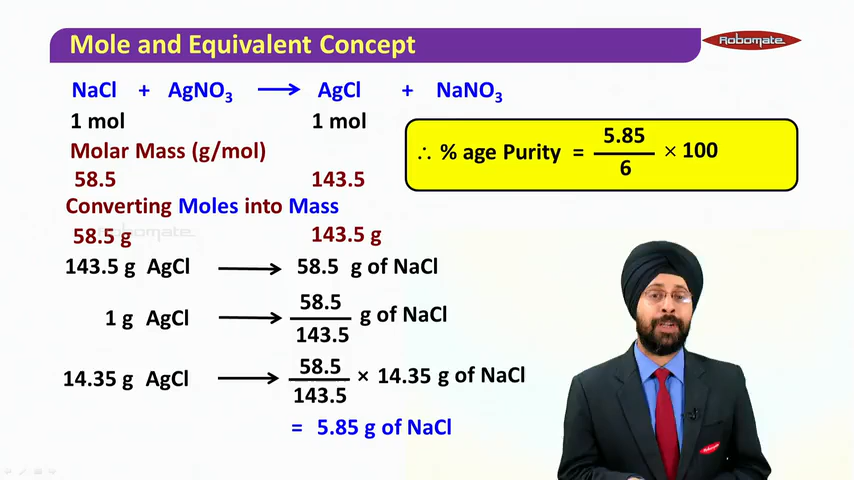 Mole and Equivalent Concept
Robomate
NaCl + AgNO₃ ⟶ AgCl + NaNO₃
1 mol 1 mol
Molar Mass (g/mol)
58.5 143.5
Converting Moles into Mass
Robomate
58.5 g 143.5 g
143.5 g AgCl ⟶ 58.5 g of NaCl
1 g AgCl ⟶ 58.5/143.5 g of NaCl
14.35 g AgCl ⟶ 58.5/143.5 × 14.35 g of NaCl
= 5.85 g of NaCl
∴ % age Purity = 5.85/6 × 100